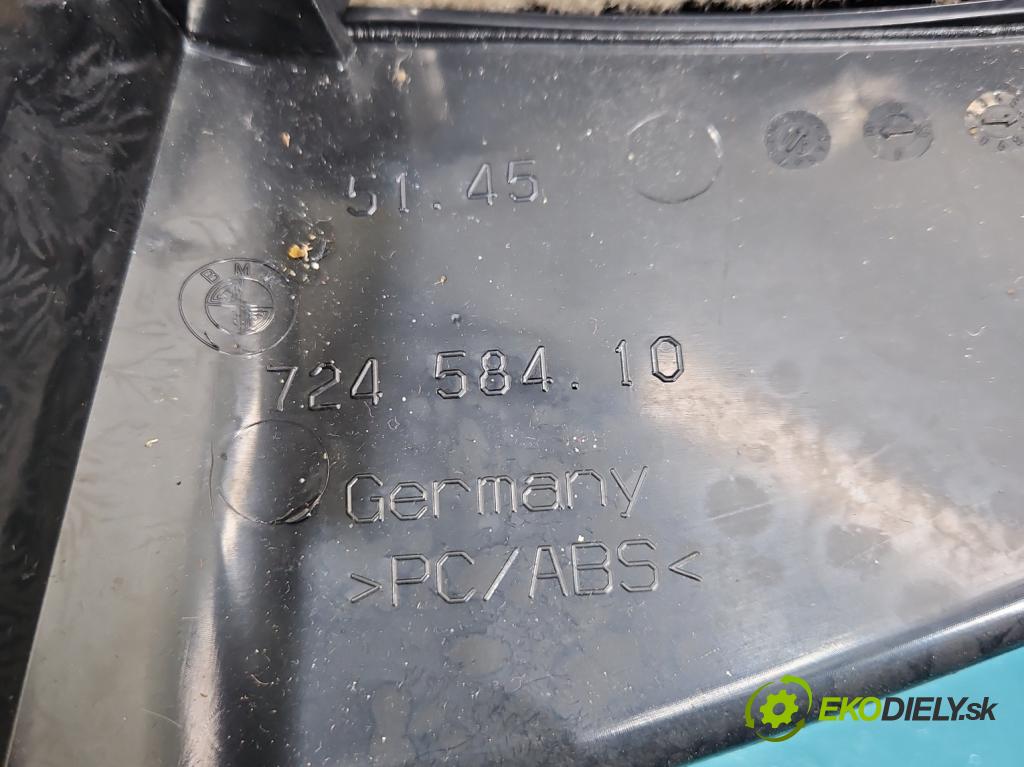 51.45
BMW
724 584.10
Germany
>PC/ABS<
EKODIELY.sk